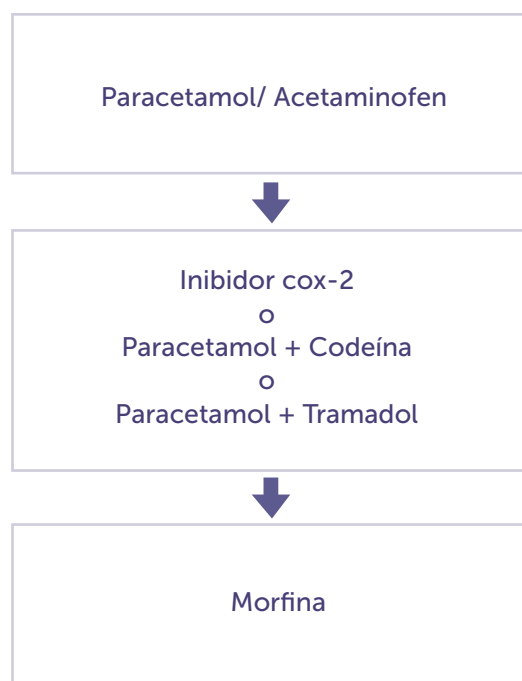 Paracetamol/ Acetaminofen
Inibidor cox-2
o
Paracetamol + Codeína
o
Paracetamol + Tramadol
Morfina